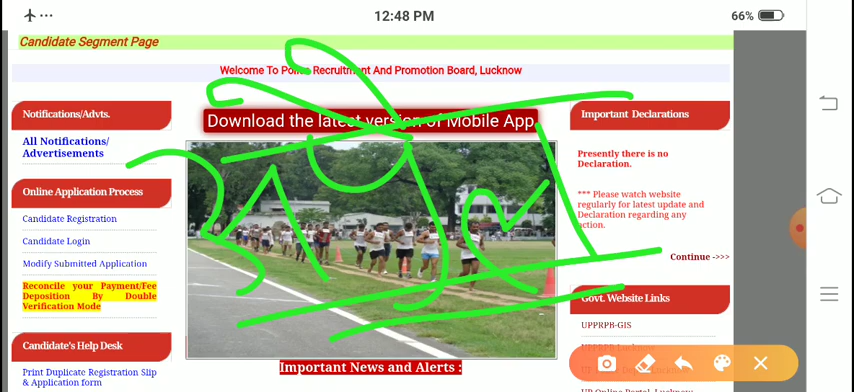 12:48 PM
66%
Candidate Segment Page
Welcome To Police Recruitment And Promotion Board, Lucknow
Notifications/Advts.
All Notifications/
Advertisements
Online Application Process
Candidate Registration
Candidate Login
Modify Submitted Application
Reconcile your Payment/Fee
Deposition By Double
Verification Mode
Candidate's Help Desk
Print Duplicate Registration Slip
& Application form
Download the latest version of Mobile App
Important News and Alerts :
Important Declarations
Presently there is no
Declaration.
*** Please watch website
regularly for latest update and
Declaration regarding any
action.
Continue ->>>
Govt. Website Links
UPPRPB-GIS
UP Online Portal, Lucknow